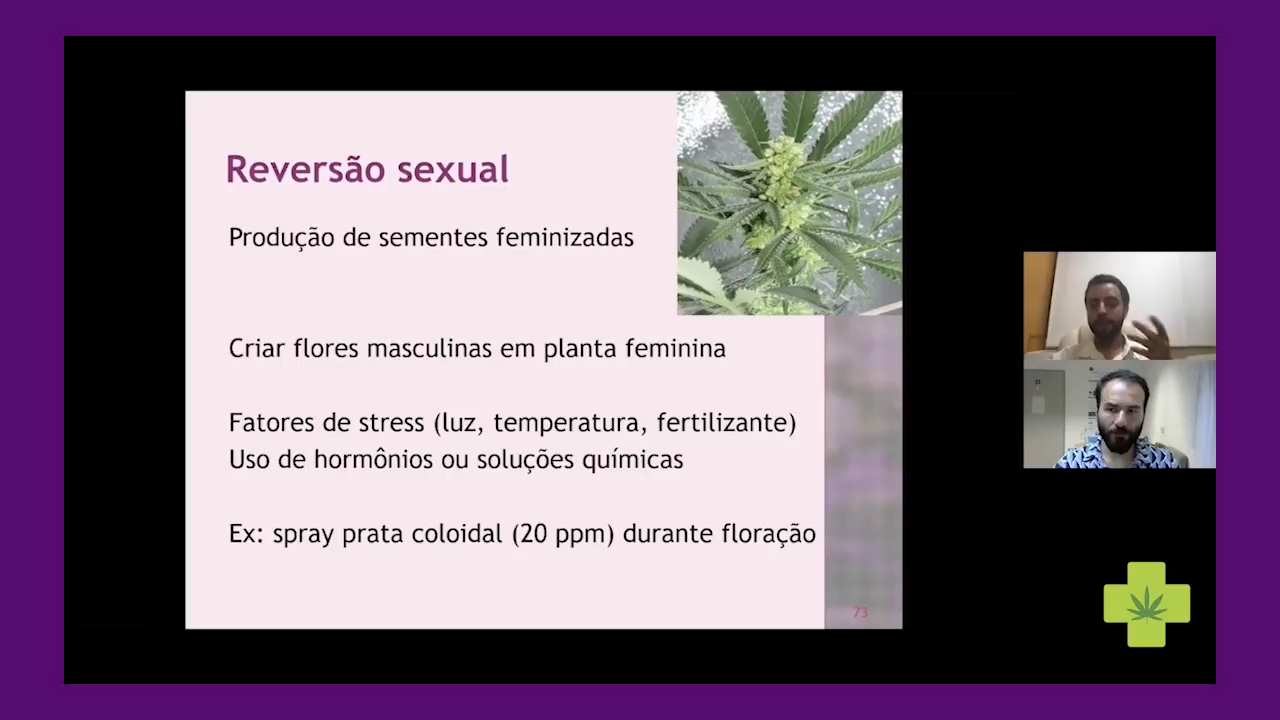 Reversão sexual
Produção de sementes feminizadas
Criar flores masculinas em planta feminina
Fatores de stress (luz, temperatura, fertilizante)
Uso de hormônios ou soluções químicas
Ex: spray prata coloidal (20 ppm) durante floração
73